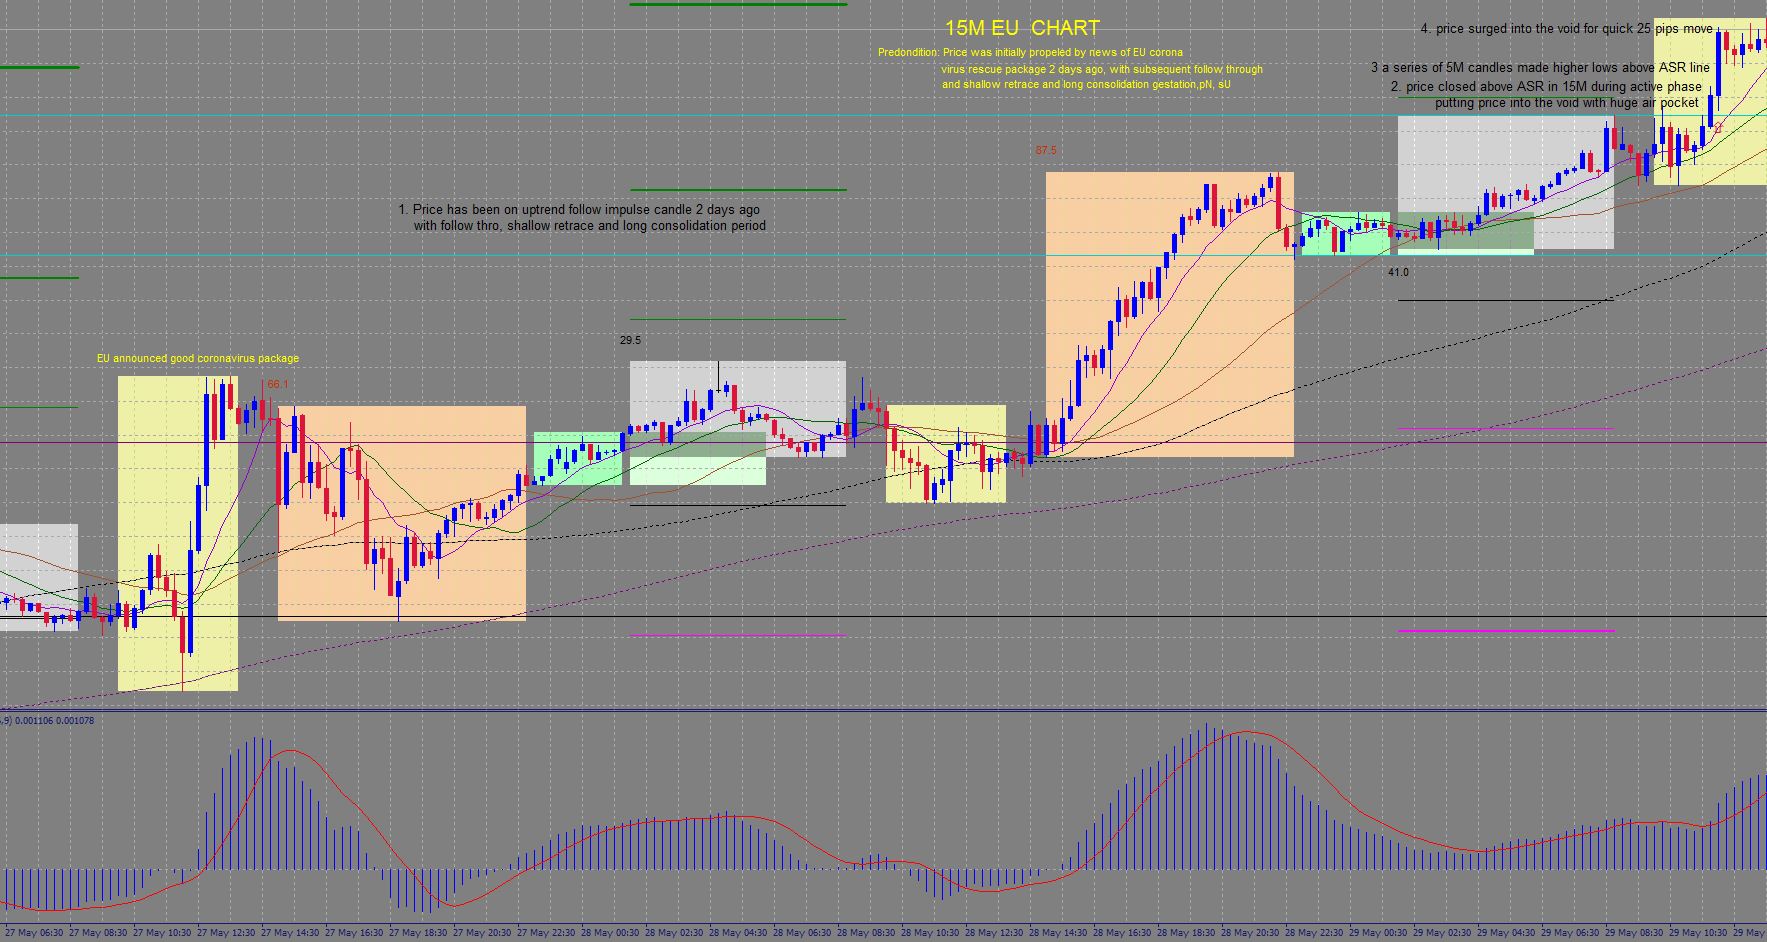 15M EU CHART
Predondition: Price was initially propeled by news of EU corona
virus rescue package 2 days ago, with subsequent follow through
and shallow retrace and long consolidation gestation,pN, sU
4. price surged into the void for quick 25 pips move
3 a series of 5M candles made higher lows above ASR line
2. price closed above ASR in 15M during active phase
putting price into the void with huge air pocket
87.5
1. Price has been on uptrend follow impulse candle 2 days ago
with follow thro, shallow retrace and long consolidation period
41.0
29.5
EU announced good coronavirus package
66.1
,9) 0.001106 0.001078
27 May 06:30 27 May 08:30 27 May 10:30 27 May 12:30 27 May 14:30 27 May 16:30 27 May 18:30 27 May 20:30 27 May 22:30 28 May 00:30 28 May 02:30 28 May 04:30 28 May 06:30 28 May 08:30 28 May 10:30 28 May 12:30 28 May 14:30 28 May 16:30 28 May 18:30 28 May 20:30 28 May 22:30 29 May 00:30 29 May 02:30 29 May 04:30 29 May 06:30 29 May 08:30 29 May 10:30 29 May